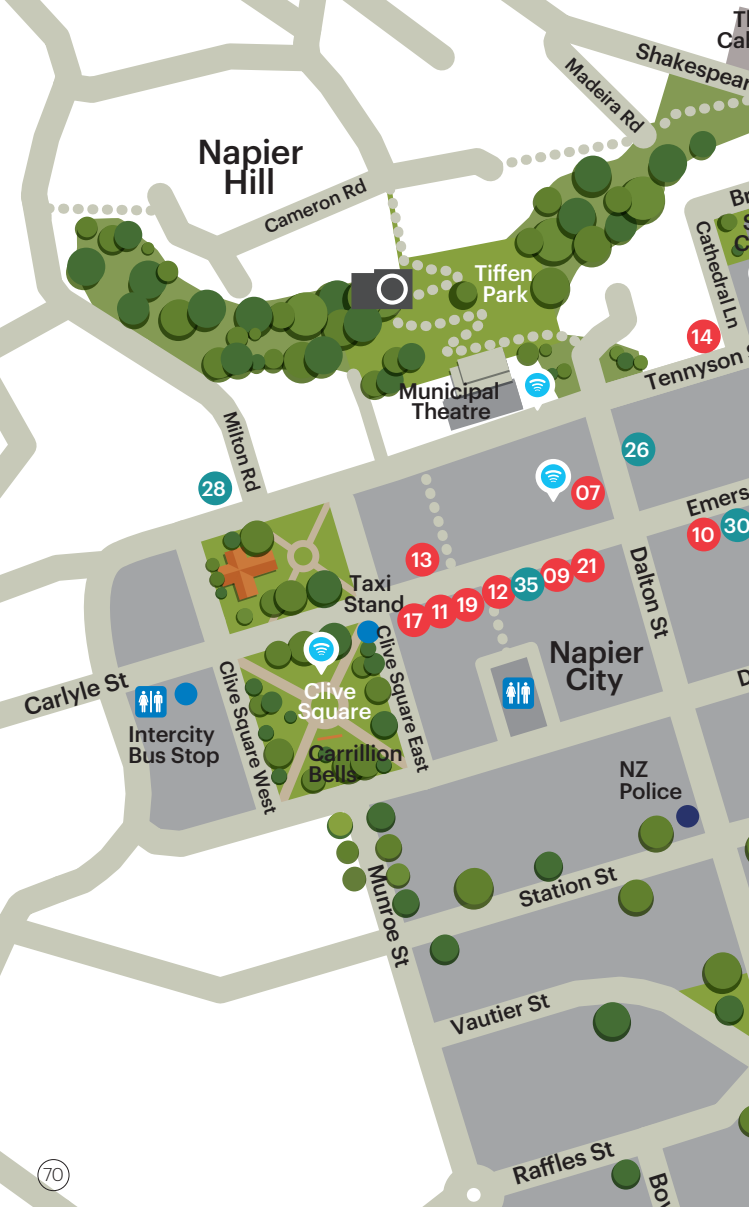 Shakespear
Madeira Rd
Napier
Hill
Cameron Rd
Cathedral Ln
Tiffen
Park
14
Tennyson
Municipal
Theatre
Milton Rd
26
28
07
Emers
10
30
13
21
09
35
12
19
11
17
Taxi
Stand
Dalton St
Napier
City
Clive Square East
Clive
Square
Clive Square West
Carlyle St
Intercity
Bus Stop
Carrillion
Bells
NZ
Police
Station St
Munroe St
Vautier St
Raffles St
70